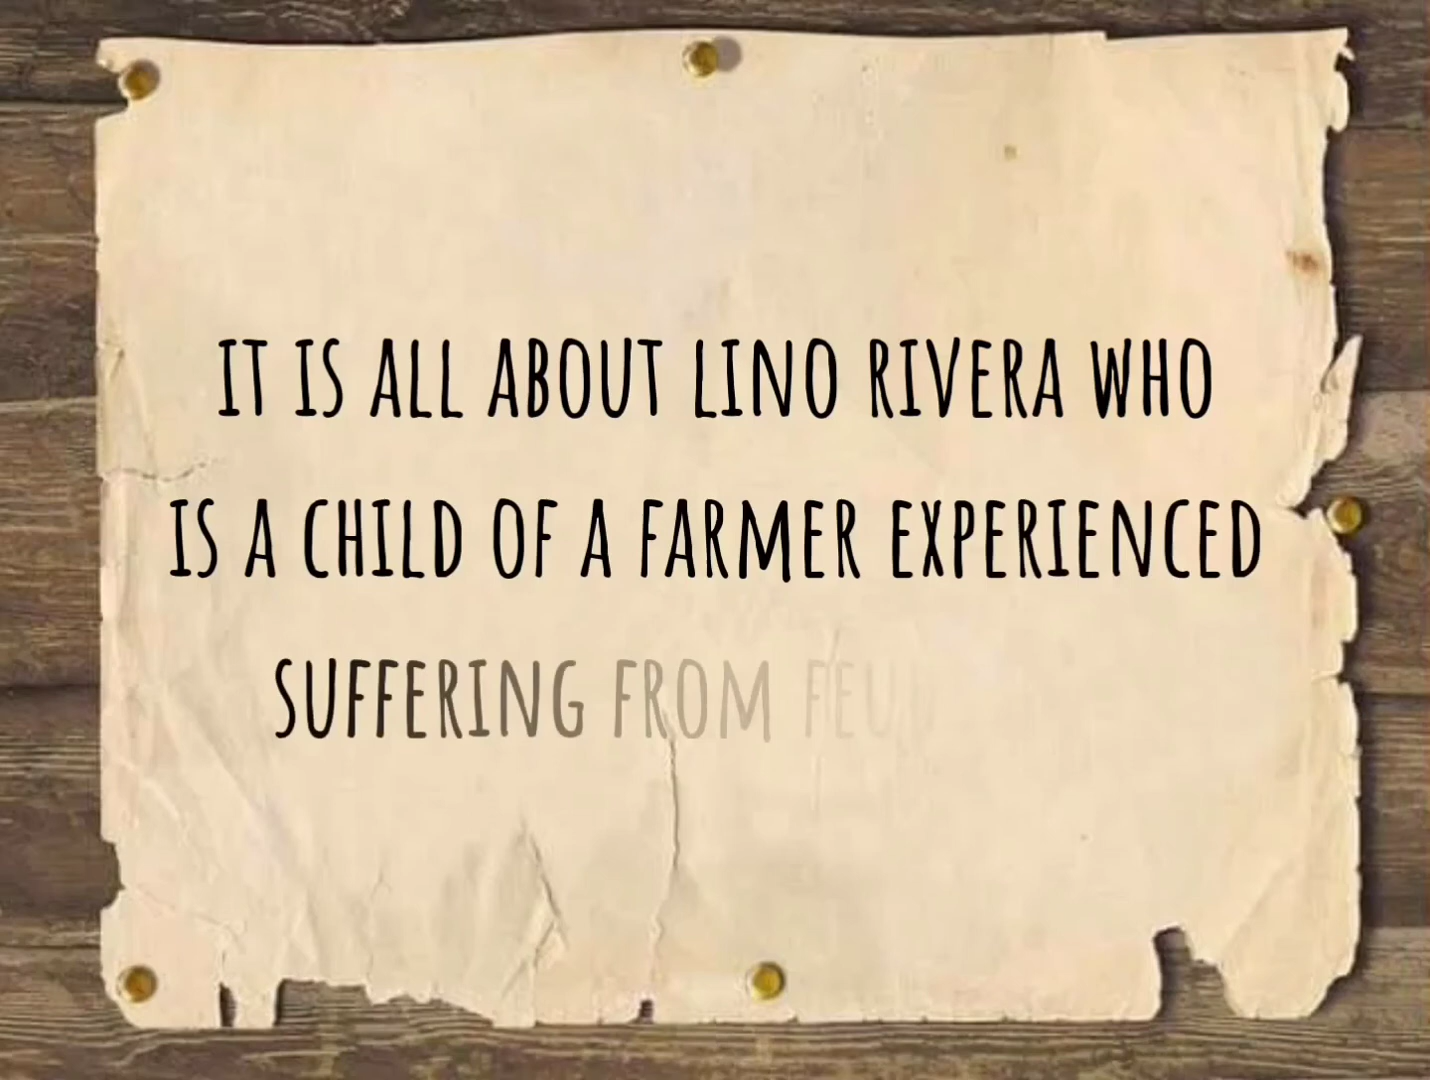 IT IS ALL ABOUT LINO RIVERA WHO
IS A CHILD OF A FARMER EXPERIENCED
SUFFERING FROM